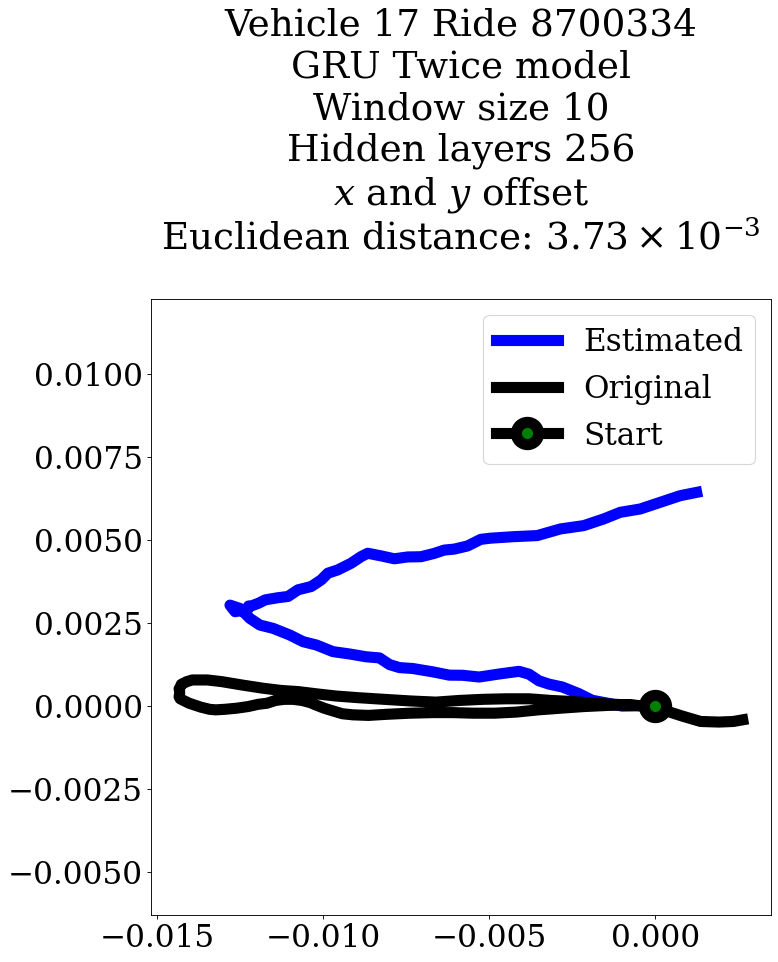 Vehicle 17 Ride 8700334
GRU Twice model
Window size 10
Hidden layers 256
x and y offset
Euclidean distance: 3.73 × 10⁻³
Estimated
Original
Start
0.0100
0.0075
0.0050
0.0025
0.0000
−0.0025
−0.0050
−0.015 −0.010 −0.005 0.000